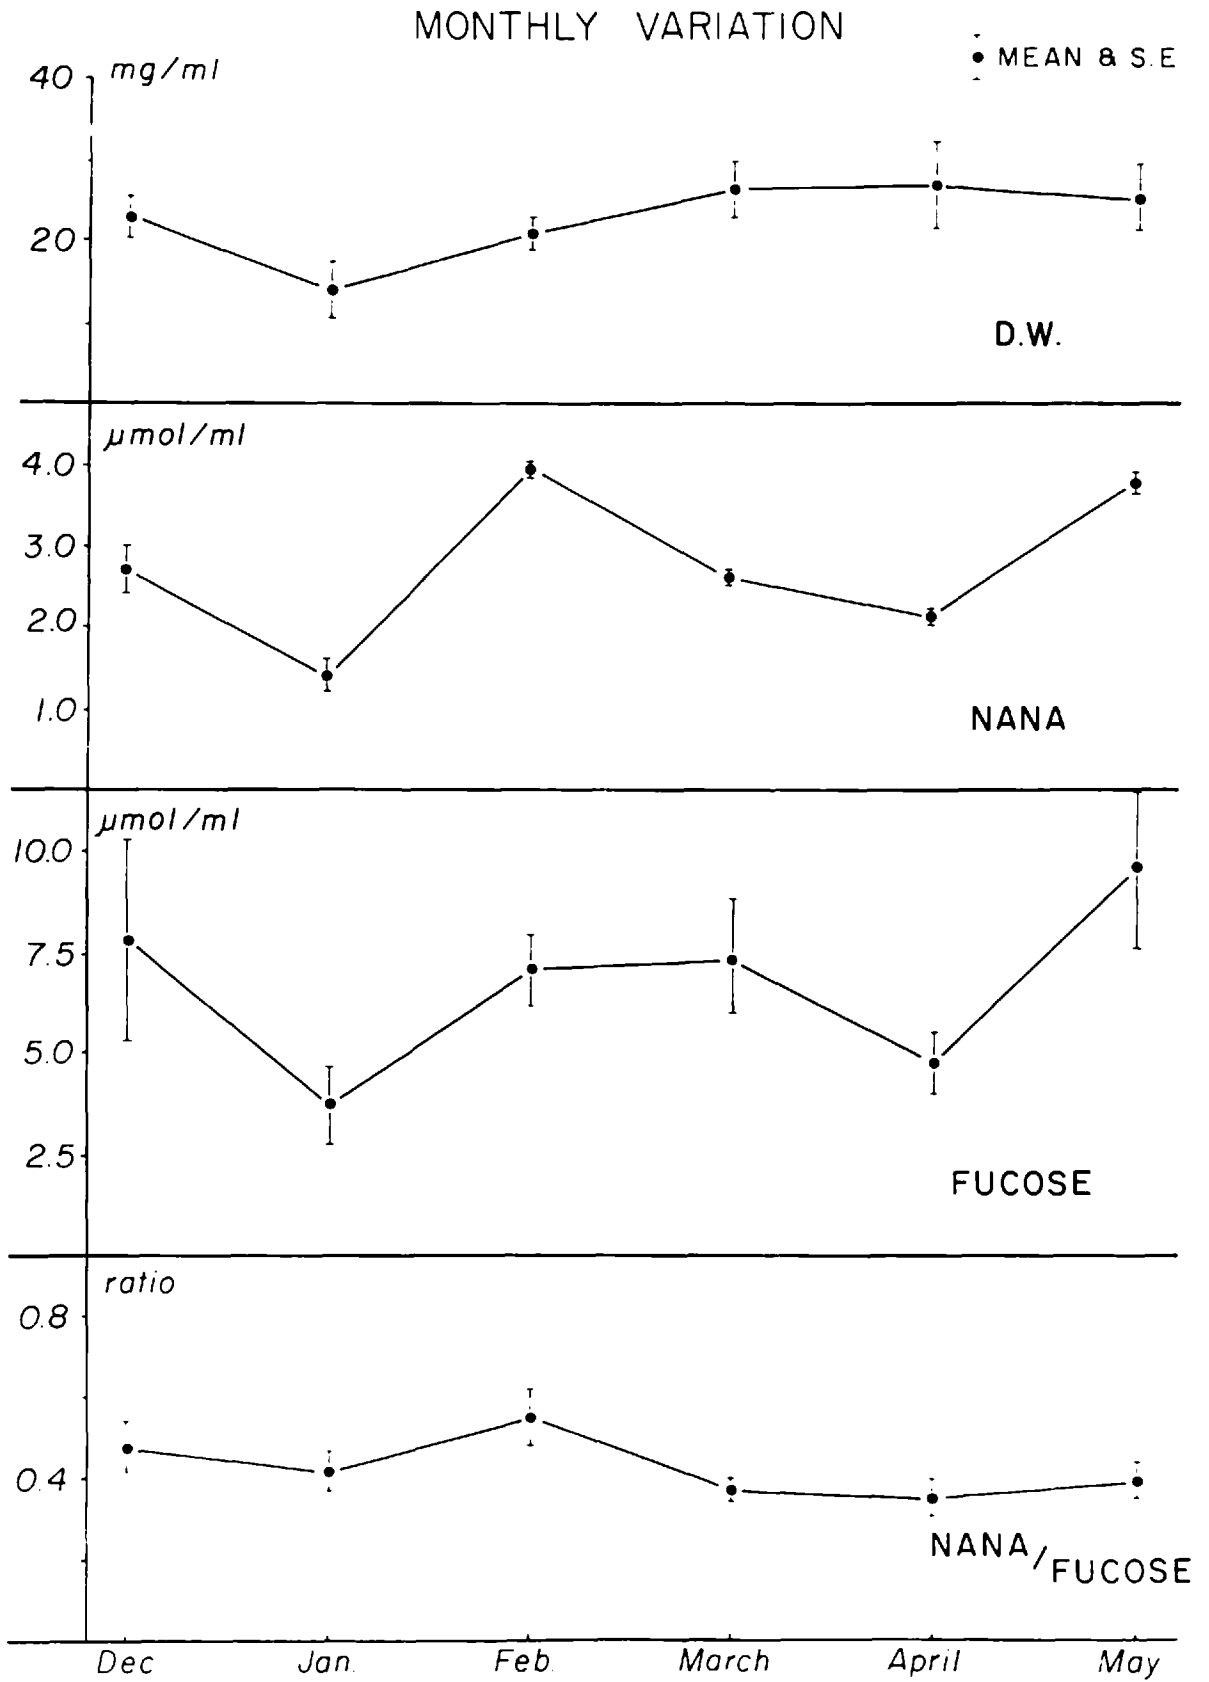 MONTHLY VARIATION
MEAN & S.E
40 mg/ml
20
D.W.
μmol/ml
4.0
3.0
2.0
1.0
NANA
μmol/ml
10.0
7.5
5.0
2.5
FUCOSE
ratio
0.8
0.4
NANA/FUCOSE
Dec Jan. Feb. March April May